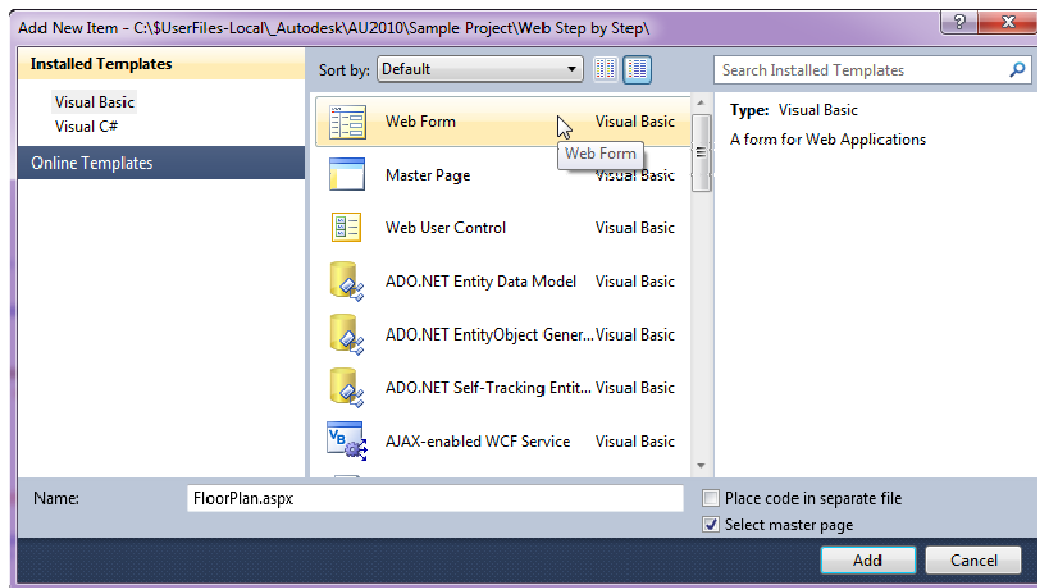 Add New Item - C:\$UserFiles-Local\_Autodesk\AU2010\Sample Project\Web Step by Step\
Installed Templates
Visual Basic
Visual C#
Online Templates
Sort by: Default
Search Installed Templates
Web Form Visual Basic
Web Form
Master Page Visual Basic
Web User Control Visual Basic
ADO.NET Entity Data Model Visual Basic
ADO.NET EntityObject Gener... Visual Basic
ADO.NET Self-Tracking Entit... Visual Basic
VB
AJAX-enabled WCF Service Visual Basic
Type: Visual Basic
A form for Web Applications
Name: FloorPlan.aspx
Place code in separate file
Select master page
Add Cancel